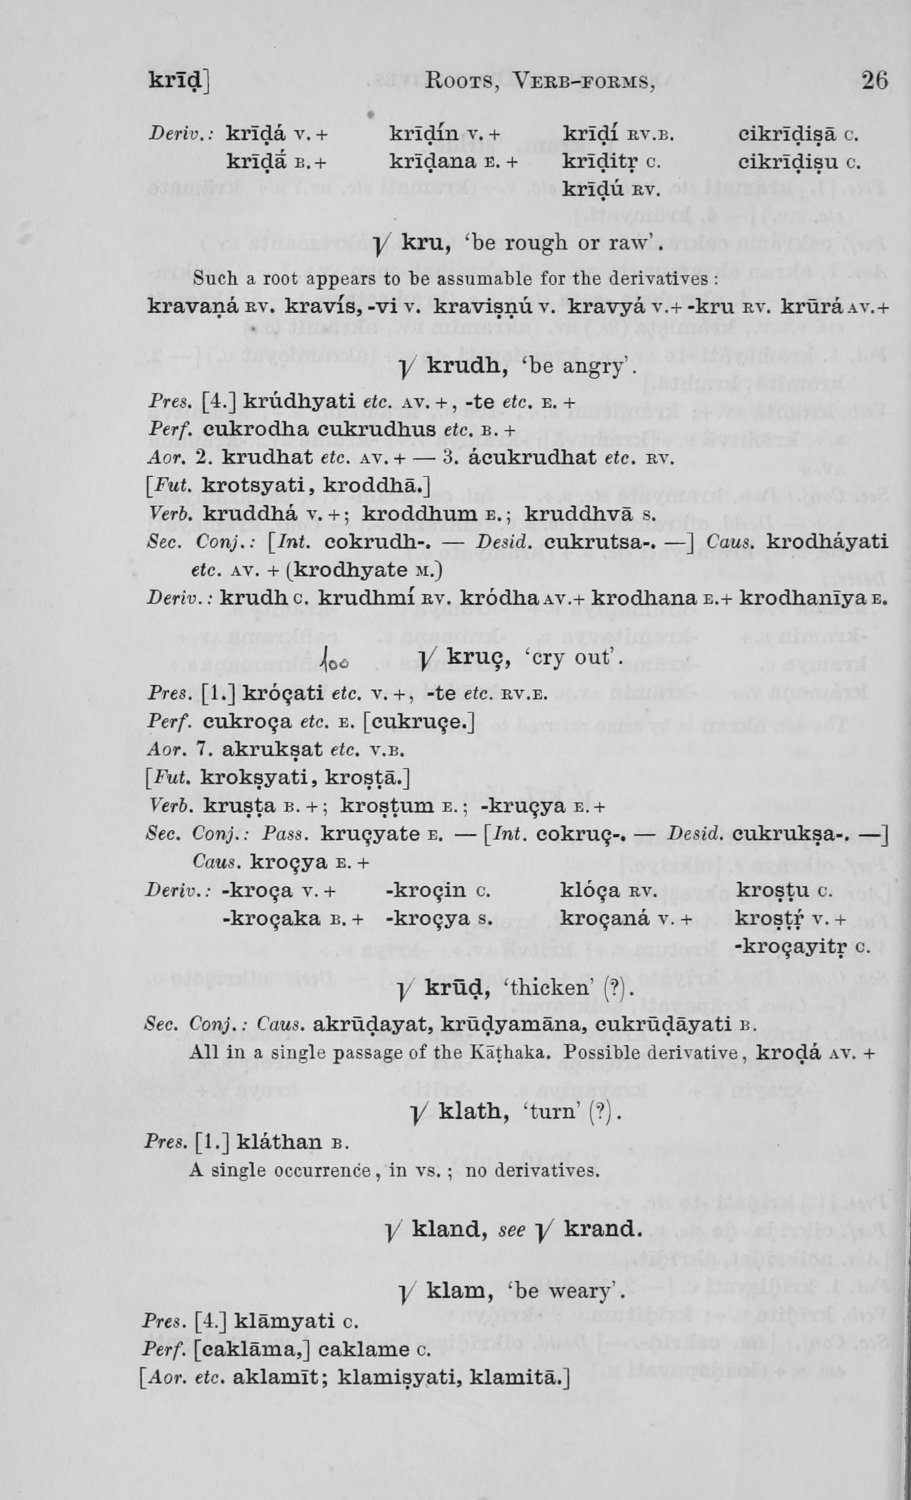 krīḍ] Roots, Verb-forms, 26
Deriv.: krīḍá v. + krīḍín v. + krīḍí RV.B. cikrīḍiṣā c.
krīḍā́ B. + krīḍana E. + krīḍitṛ c. cikrīḍiṣu c.
krīḍú RV.
√ kru, ‘be rough or raw’.
Such a root appears to be assumable for the derivatives :
kravaṇá RV. kravís, -vi v. kraviṣṇú v. kravyá v.+ -kru RV. krūrá AV.+
√ krudh, ‘be angry’.
Pres. [4.] krúdhyati etc. AV. + , -te etc. E. +
Perf. cukrodha cukrudhus etc. B. +
Aor. 2. krudhat etc. AV. + — 3. ácukrudhat etc. RV.
[Fut. krotsyati, kroddhā.]
Verb. kruddhá v. +; kroddhum E.; kruddhvā s.
Sec. Conj.: [Int. cokrudh-. — Desid. cukrutsa-. —] Caus. krodháyati
etc. AV. + (krodhyate M.)
Deriv.: krudh c. krudhmí RV. kródha AV.+ krodhana E.+ krodhanīya E.
√ kruç, ‘cry out’.
Pres. [1.] króçati etc. v. +, -te etc. RV.E.
Perf. cukroça etc. E. [cukruçe.]
Aor. 7. akrukṣat etc. v.B.
[Fut. krokṣyati, kroṣṭā.]
Verb. kruṣṭa B. +; kroṣṭum E.; -kruçya E.+
Sec. Conj.: Pass. kruçyate E. — [Int. cokruç-. — Desid. cukrukṣa-. —]
Caus. kroçya E. +
Deriv.: -kroça v. + -kroçin c. klóça RV. kroṣṭu c.
-kroçaka B. + -kroçya s. kroçaná v. + kroṣṭṛ́ v. +
-kroçayitṛ c.
√ krūḍ, ‘thicken’ (?).
Sec. Conj.: Caus. akrūḍayat, krūḍyamāna, cukrūḍāyati B.
All in a single passage of the Kāṭhaka. Possible derivative, kroḍá AV. +
√ klath, ‘turn’ (?).
Pres. [1.] kláthan B.
A single occurrence, in vs.; no derivatives.
√ kland, see √ krand.
√ klam, ‘be weary’.
Pres. [4.] klāmyati c.
Perf. [caklāma,] caklame c.
[Aor. etc. aklamīt; klamiṣyati, klamitā.]